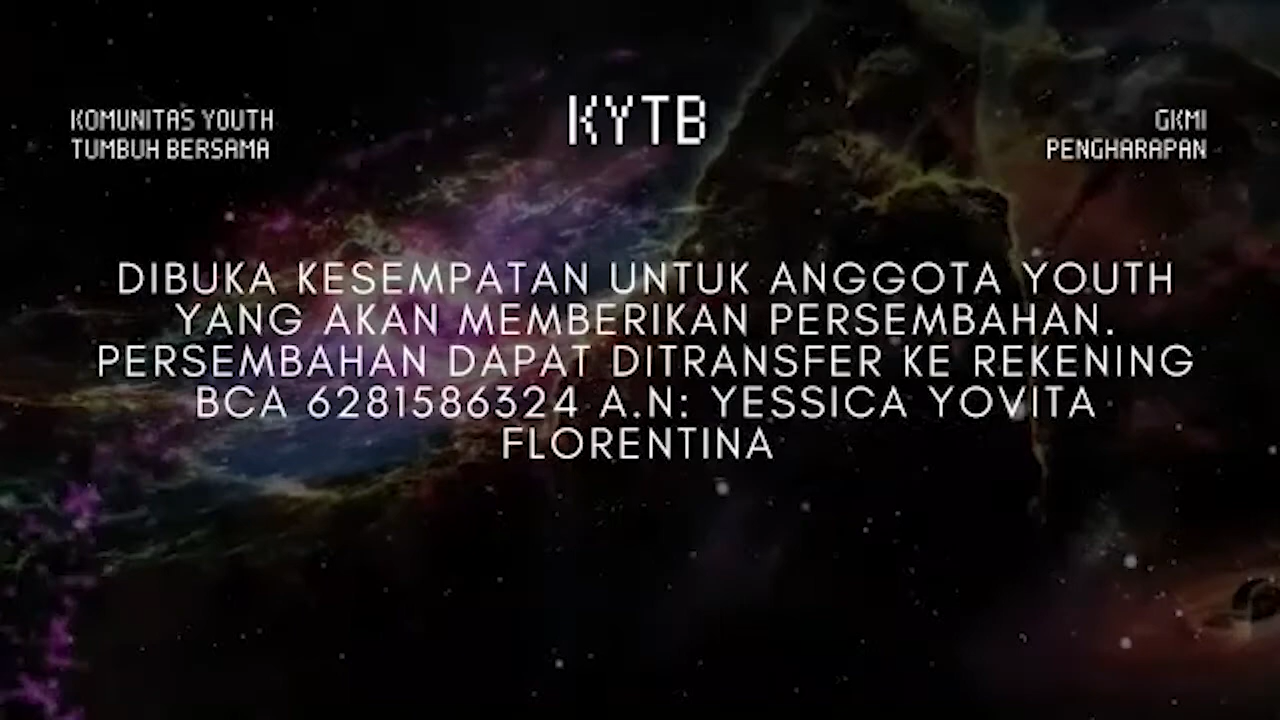 KOMUNITAS YOUTH
TUMBUH BERSAMA
KYTB
GKMI
PENGHARAPAN
DIBUKA KESEMPATAN UNTUK ANGGOTA YOUTH
YANG AKAN MEMBERIKAN PERSEMBAHAN.
PERSEMBAHAN DAPAT DITRANSFER KE REKENING
BCA 6281586324 A.N: YESSICA YOVITA
FLORENTINA